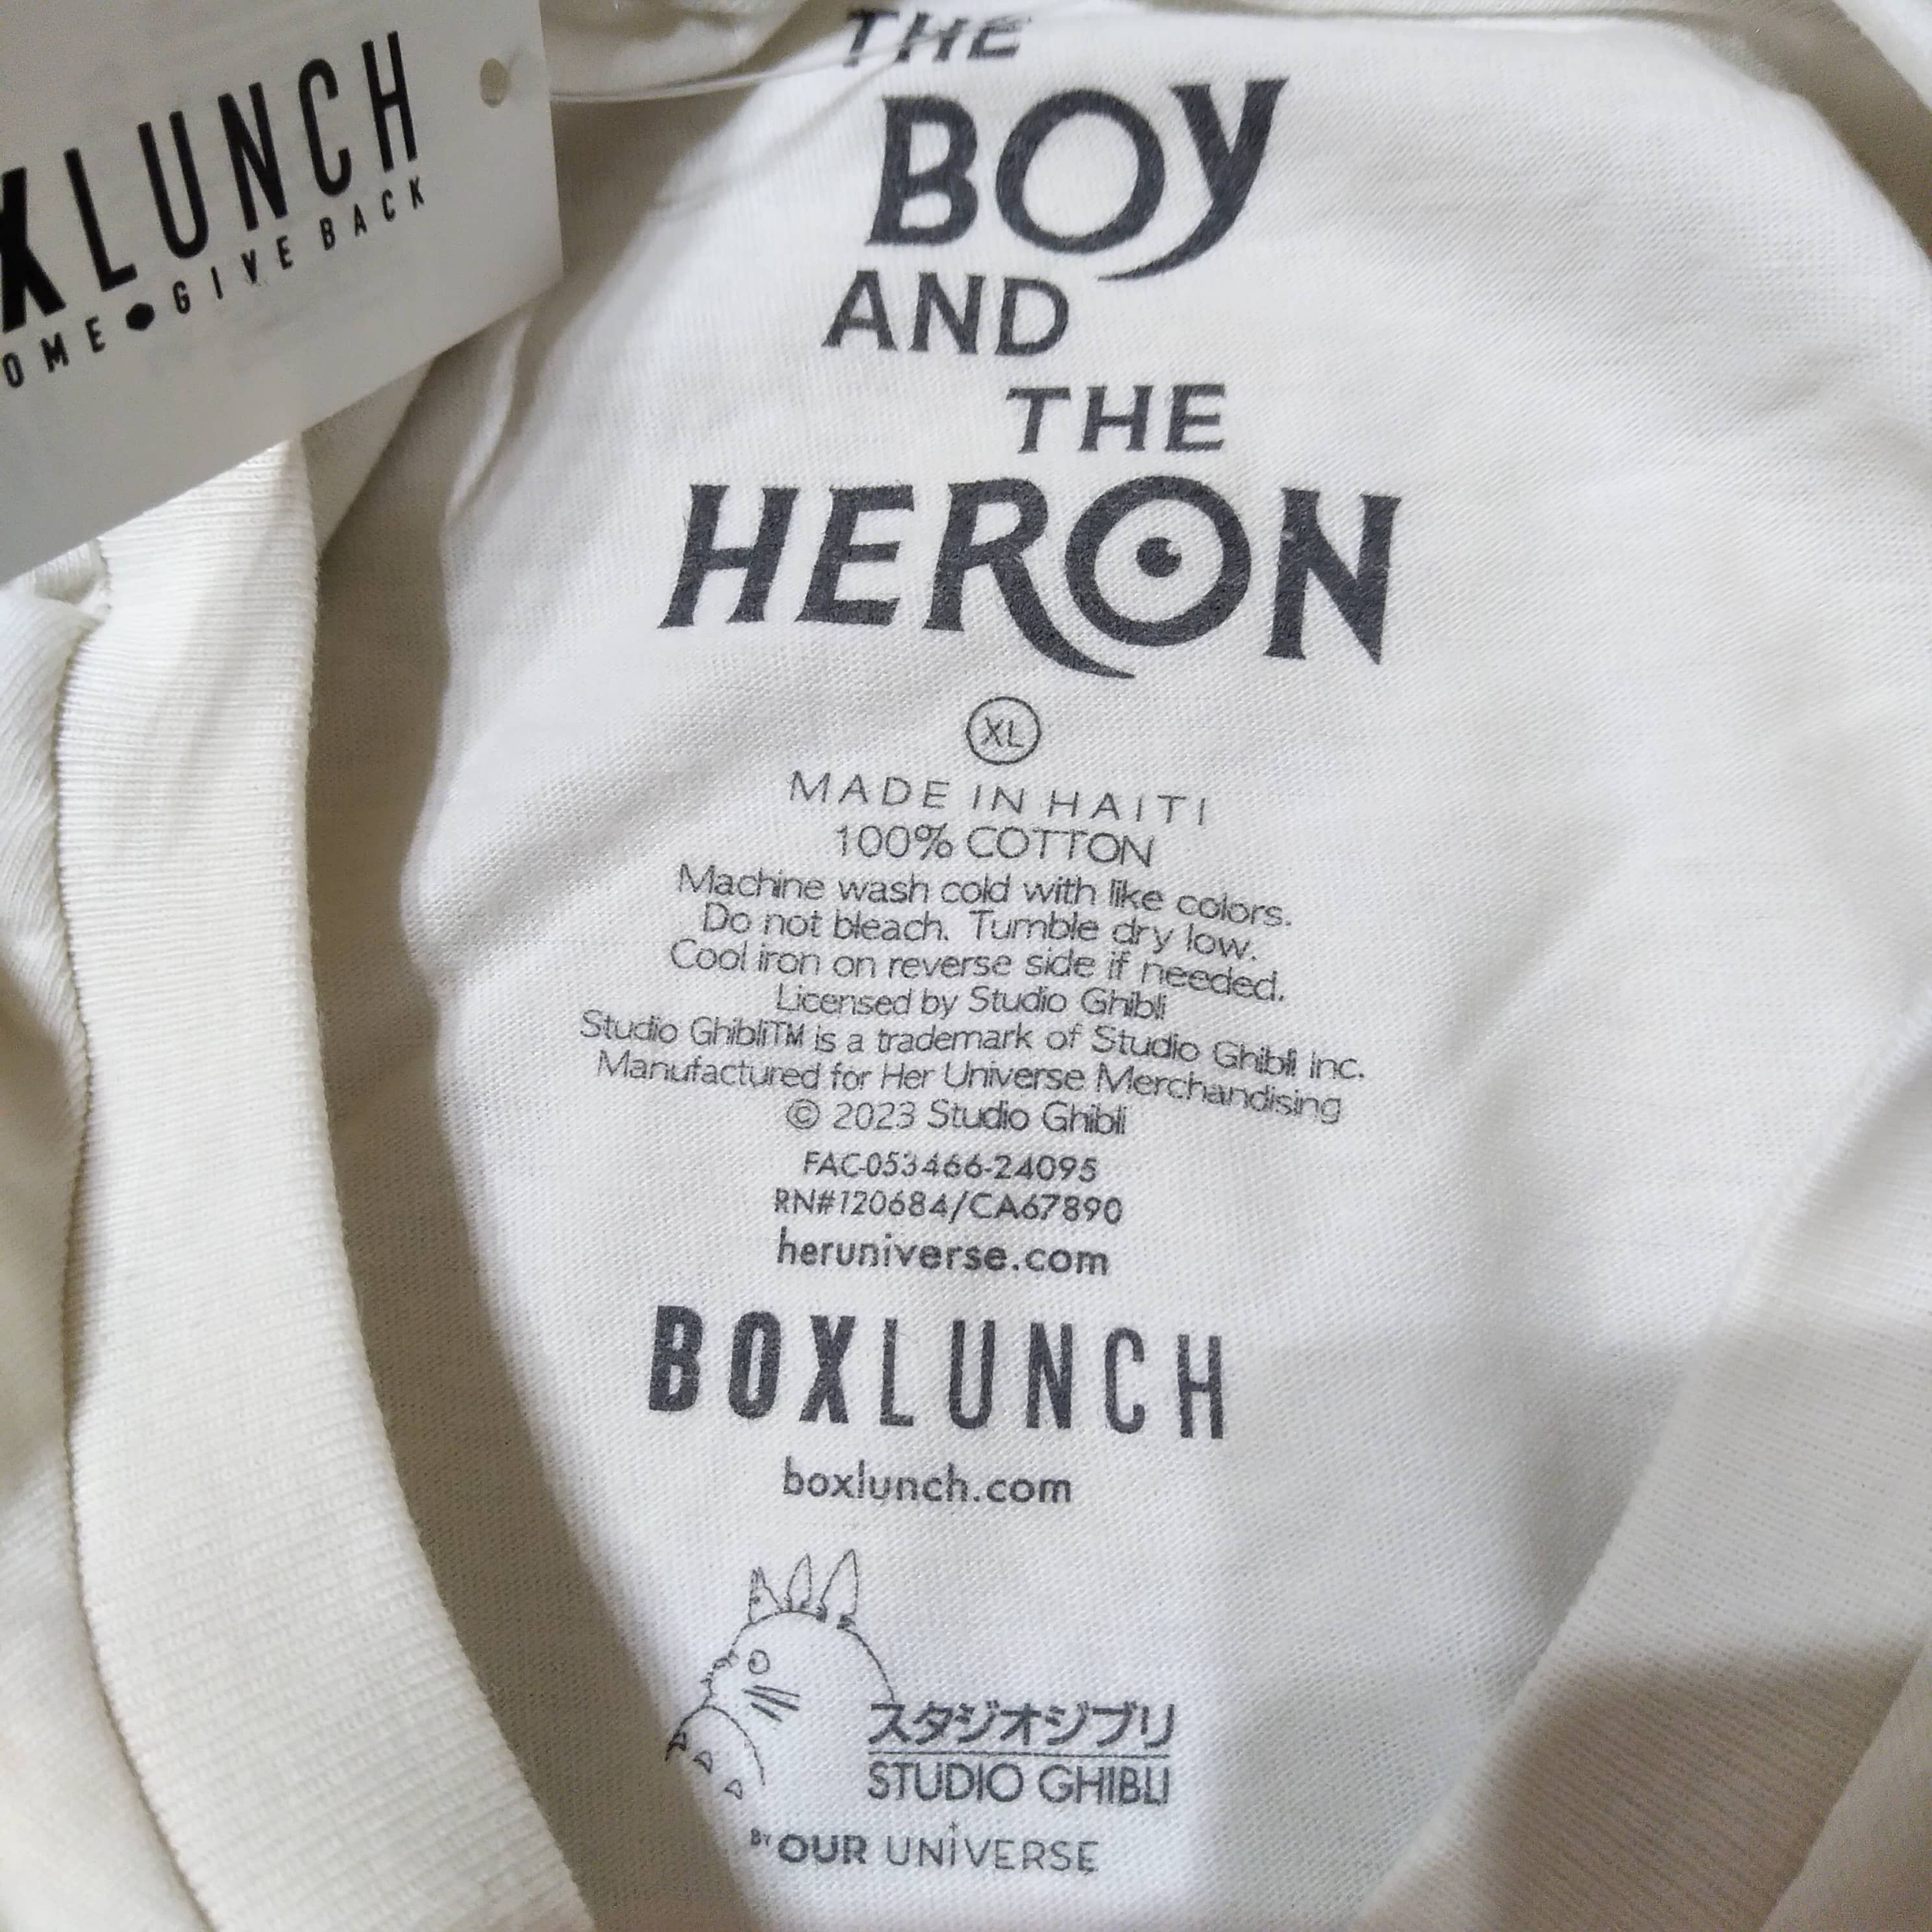 XLUNCH
OME • GIVE BACK
THE
BOY
AND
THE
HERON
XL
MADE IN HAITI
100% COTTON
Machine wash cold with like colors.
Do not bleach. Tumble dry low.
Cool iron on reverse side if needed.
Licensed by Studio Ghibli
Studio Ghibli™ is a trademark of Studio Ghibli Inc.
Manufactured for Her Universe Merchandising
© 2023 Studio Ghibli
FAC-053466-24095
RN#120684/CA67890
heruniverse.com
BOXLUNCH
boxlunch.com
スタジオジブリ
STUDIO GHIBLI
BY OUR UNIVERSE